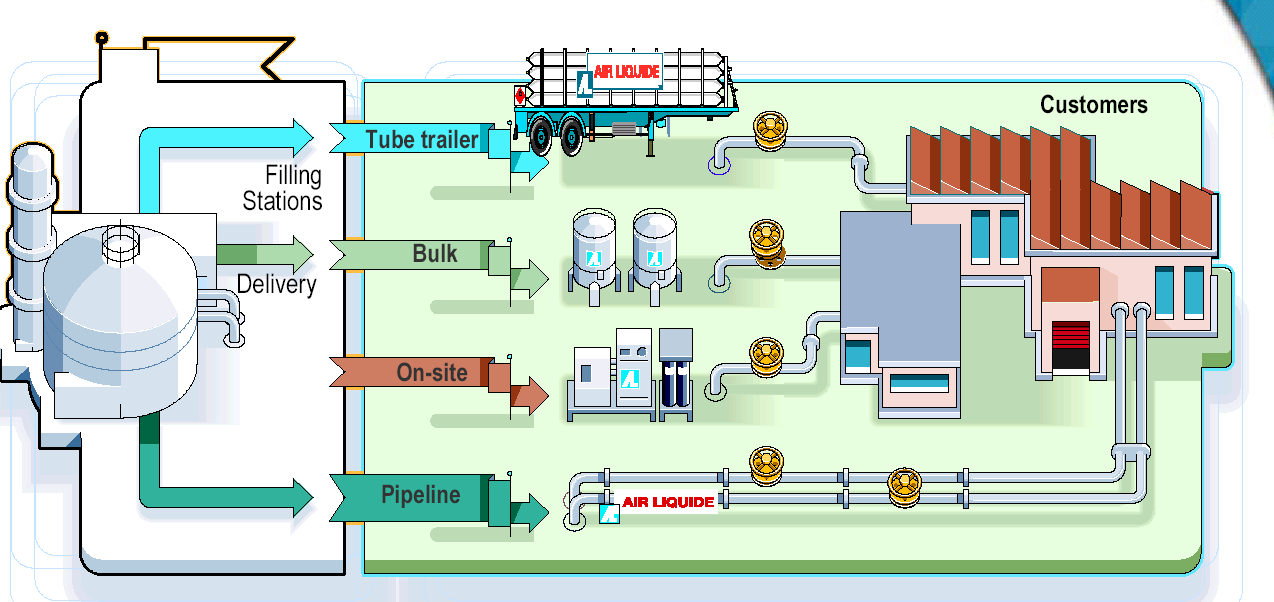 AIR LIQUIDE
Customers
Tube trailer
Filling
Stations
Bulk
Delivery
On-site
Pipeline
AIR LIQUIDE